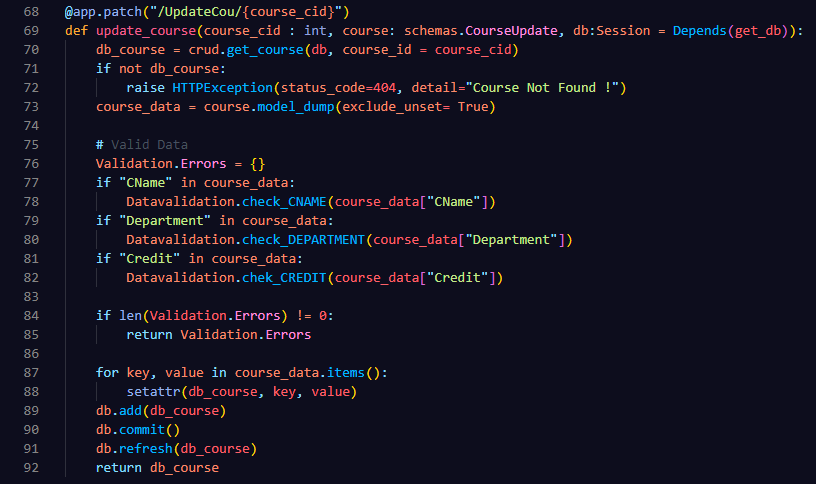 68 @app.patch("/UpdateCou/{course_cid}")
69 def update_course(course_cid : int, course: schemas.CourseUpdate, db:Session = Depends(get_db)):
70     db_course = crud.get_course(db, course_id = course_cid)
71     if not db_course:
72         raise HTTPException(status_code=404, detail="Course Not Found !")
73     course_data = course.model_dump(exclude_unset= True)
74
75     # Valid Data
76     Validation.Errors = {}
77     if "CName" in course_data:
78         Datavalidation.check_CNAME(course_data["CName"])
79     if "Department" in course_data:
80         Datavalidation.check_DEPARTMENT(course_data["Department"])
81     if "Credit" in course_data:
82         Datavalidation.chek_CREDIT(course_data["Credit"])
83
84     if len(Validation.Errors) != 0:
85         return Validation.Errors
86
87     for key, value in course_data.items():
88         setattr(db_course, key, value)
89     db.add(db_course)
90     db.commit()
91     db.refresh(db_course)
92     return db_course